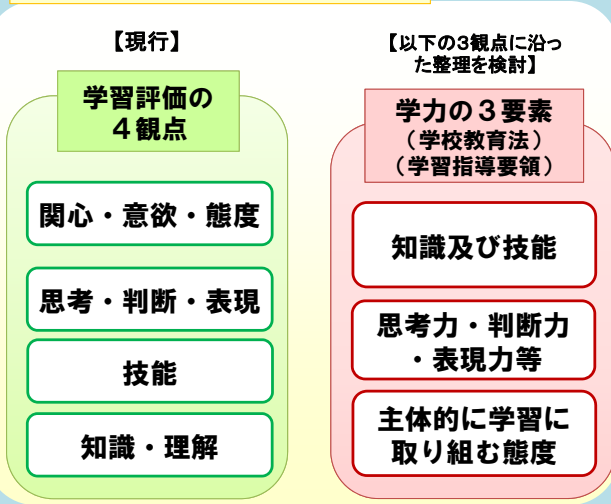 【現行】
学習評価の
４観点
関心・意欲・態度
思考・判断・表現
技能
知識・理解
【以下の3観点に沿っ
た整理を検討】
学力の３要素
（学校教育法）
（学習指導要領）
知識及び技能
思考力・判断力
・表現力等
主体的に学習に
取り組む態度